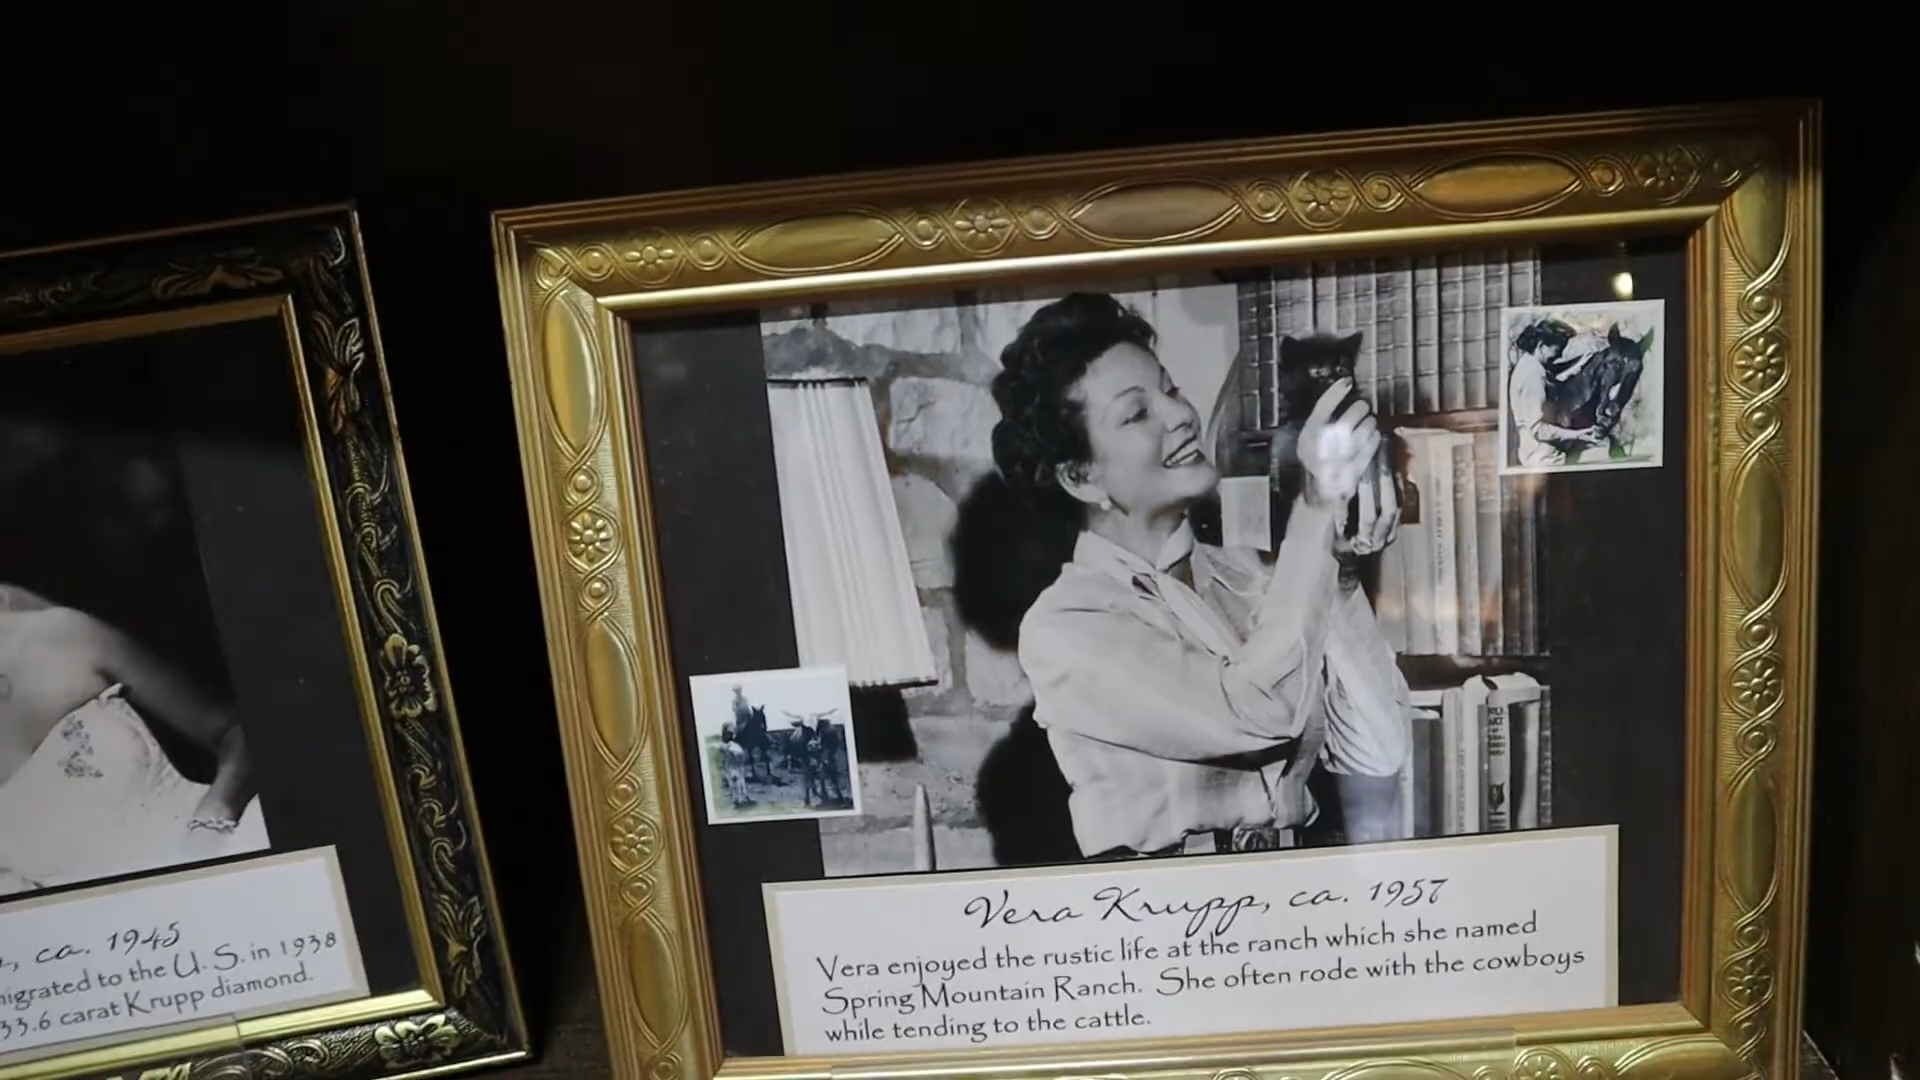 , ca. 1945
migrated to the U.S. in 1938
33.6 carat Krupp diamond.
Vera Krupp, ca. 1957
Vera enjoyed the rustic life at the ranch which she named
Spring Mountain Ranch. She often rode with the cowboys
while tending to the cattle.